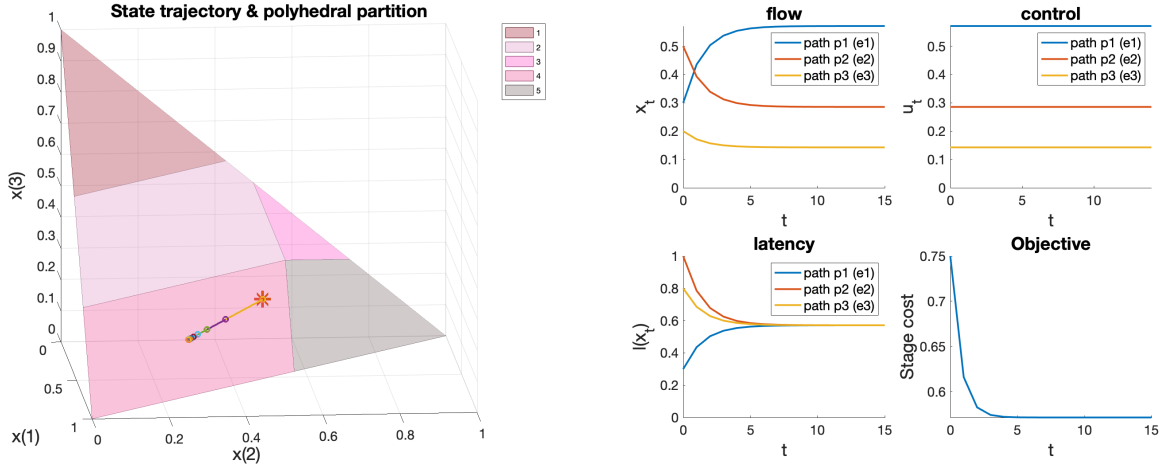 State trajectory & polyhedral partition
1
0.9
0.8
0.7
0.6
0.5
0.4
0.3
0.2
0.1
0
x(3)
0
0.5
1
x(1)
0
0.2
0.4
0.6
0.8
1
x(2)
1
2
3
4
5
flow
0.5
0.4
0.3
0.2
0.1
0
x_t
0
5
10
15
t
path p1 (e1)
path p2 (e2)
path p3 (e3)
control
0.5
0.4
0.3
0.2
0.1
0
u_t
0
5
10
t
path p1 (e1)
path p2 (e2)
path p3 (e3)
latency
1
0.8
0.6
0.4
0.2
0
l(x_t)
0
5
10
15
t
path p1 (e1)
path p2 (e2)
path p3 (e3)
Objective
0.75
0.7
0.65
0.6
Stage cost
0
5
10
15
t